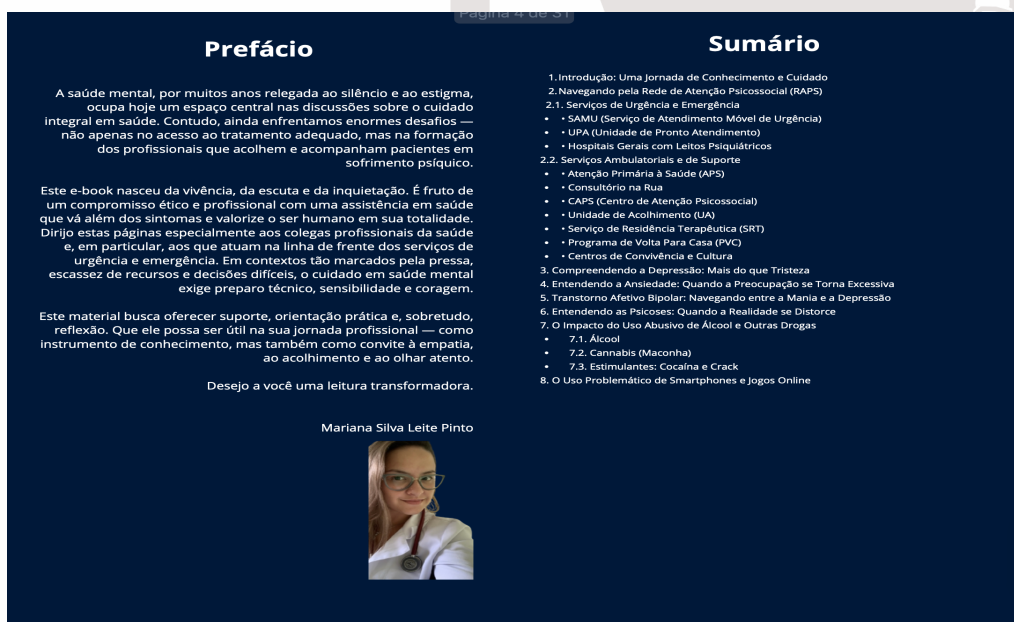 Página 4 de 31
Prefácio
A saúde mental, por muitos anos relegada ao silêncio e ao estigma,
ocupa hoje um espaço central nas discussões sobre o cuidado
integral em saúde. Contudo, ainda enfrentamos enormes desafios —
não apenas no acesso ao tratamento adequado, mas na formação
dos profissionais que acolhem e acompanham pacientes em
sofrimento psíquico.
Este e-book nasceu da vivência, da escuta e da inquietação. É fruto de
um compromisso ético e profissional com uma assistência em saúde
que vá além dos sintomas e valorize o ser humano em sua totalidade.
Dirijo estas páginas especialmente aos colegas profissionais da saúde
e, em particular, aos que atuam na linha de frente dos serviços de
urgência e emergência. Em contextos tão marcados pela pressa,
escassez de recursos e decisões difíceis, o cuidado em saúde mental
exige preparo técnico, sensibilidade e coragem.
Este material busca oferecer suporte, orientação prática e, sobretudo,
reflexão. Que ele possa ser útil na sua jornada profissional — como
instrumento de conhecimento, mas também como convite à empatia,
ao acolhimento e ao olhar atento.
Desejo a você uma leitura transformadora.
Mariana Silva Leite Pinto
Sumário
1. Introdução: Uma Jornada de Conhecimento e Cuidado
2. Navegando pela Rede de Atenção Psicossocial (RAPS)
2.1. Serviços de Urgência e Emergência
• • SAMU (Serviço de Atendimento Móvel de Urgência)
• • UPA (Unidade de Pronto Atendimento)
• • Hospitais Gerais com Leitos Psiquiátricos
2.2. Serviços Ambulatoriais e de Suporte
• • Atenção Primária à Saúde (APS)
• • Consultório na Rua
• • CAPS (Centro de Atenção Psicossocial)
• • Unidade de Acolhimento (UA)
• • Serviço de Residência Terapêutica (SRT)
• • Programa de Volta Para Casa (PVC)
• • Centros de Convivência e Cultura
3. Compreendendo a Depressão: Mais do que Tristeza
4. Entendendo a Ansiedade: Quando a Preocupação se Torna Excessiva
5. Transtorno Afetivo Bipolar: Navegando entre a Mania e a Depressão
6. Entendendo as Psicoses: Quando a Realidade se Distorce
7. O Impacto do Uso Abusivo de Álcool e Outras Drogas
• 7.1. Álcool
• 7.2. Cannabis (Maconha)
• 7.3. Estimulantes: Cocaína e Crack
8. O Uso Problemático de Smartphones e Jogos Online